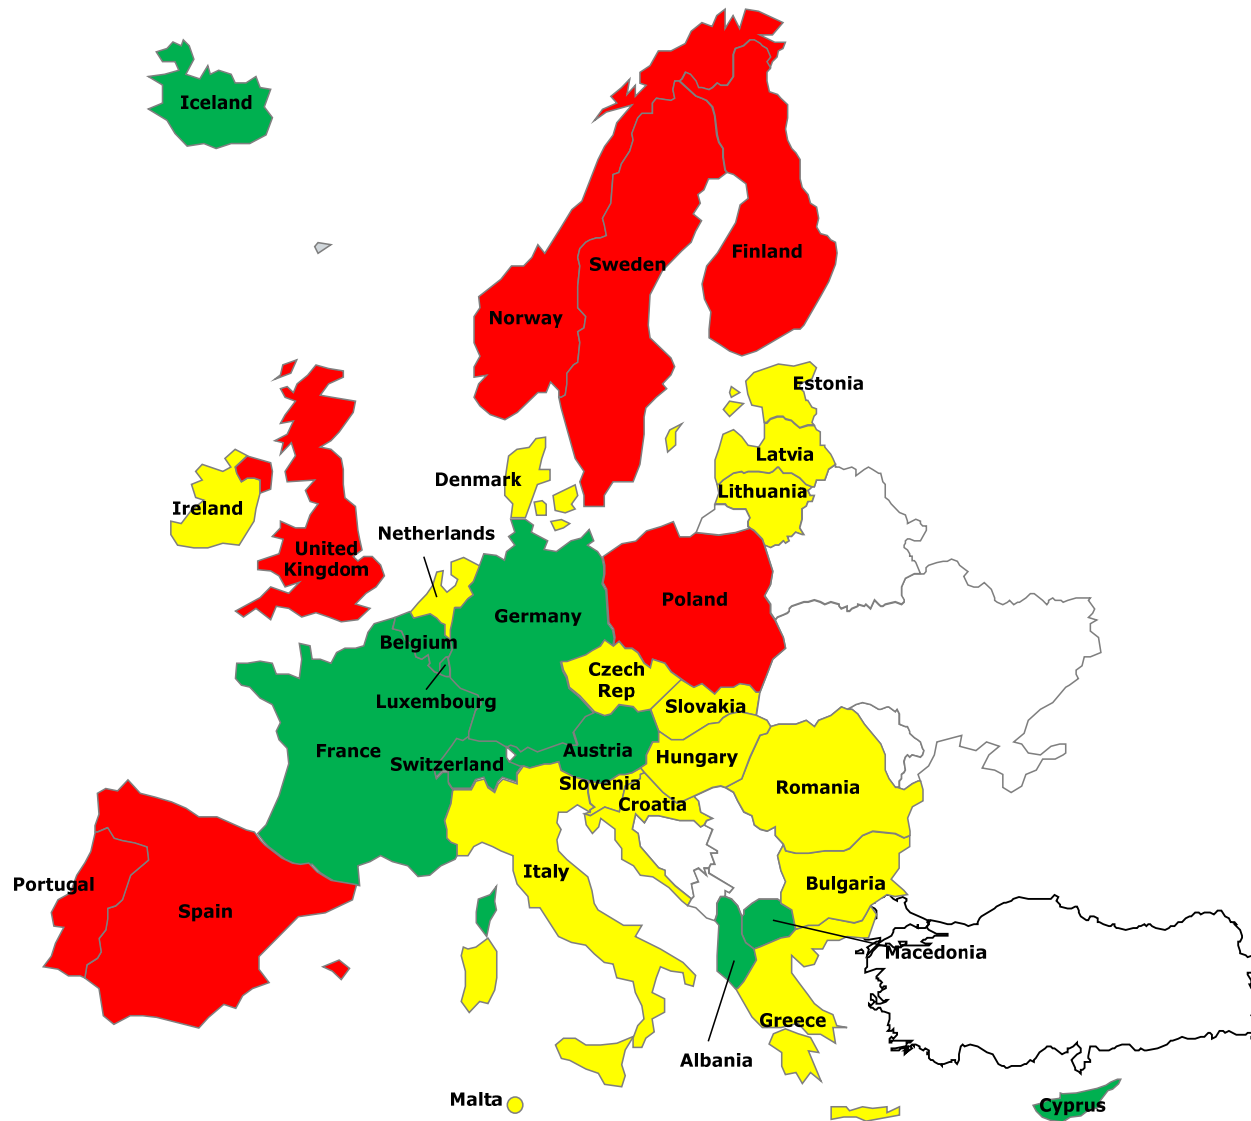 Iceland
Finland
Sweden
Norway
Estonia
Latvia
Denmark
Lithuania
Ireland
Netherlands
United
Kingdom
Poland
Germany
Belgium
Czech
Rep
Luxembourg
Slovakia
France
Austria
Switzerland
Hungary
Slovenia
Romania
Croatia
Italy
Bulgaria
Portugal
Spain
Macedonia
Greece
Albania
Malta
Cyprus